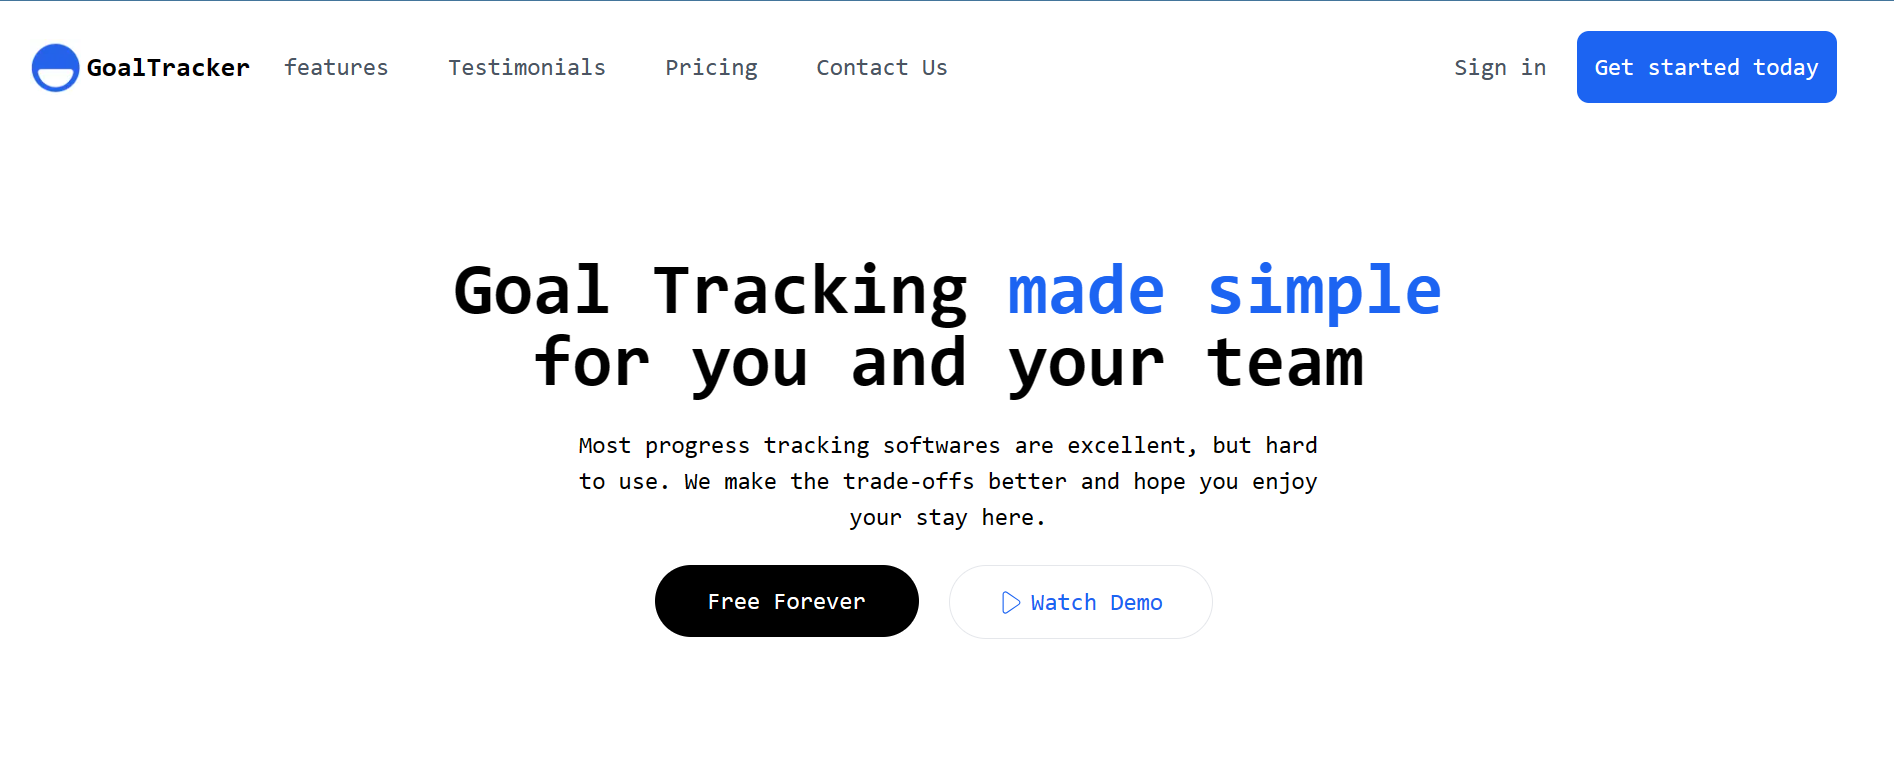 GoalTracker features Testimonials Pricing Contact Us Sign in Get started today
Goal Tracking made simple
for you and your team
Most progress tracking softwares are excellent, but hard
to use. We make the trade-offs better and hope you enjoy
your stay here.
Free Forever Watch Demo